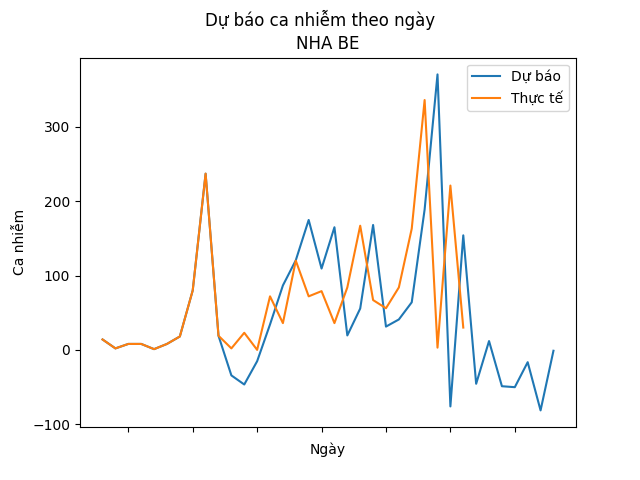 Dự báo ca nhiễm theo ngày
NHA BE
Dự báo
Thực tế
Ca nhiễm
300
200
100
0
−100
Ngày